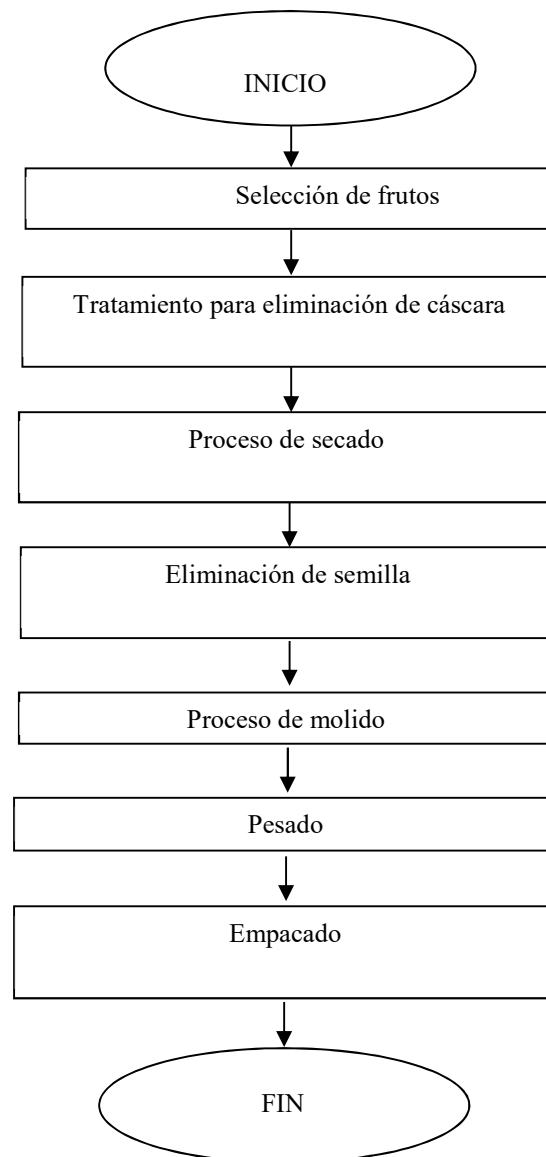 INICIO
Selección de frutos
Tratamiento para eliminación de cáscara
Proceso de secado
Eliminación de semilla
Proceso de molido
Pesado
Empacado
FIN